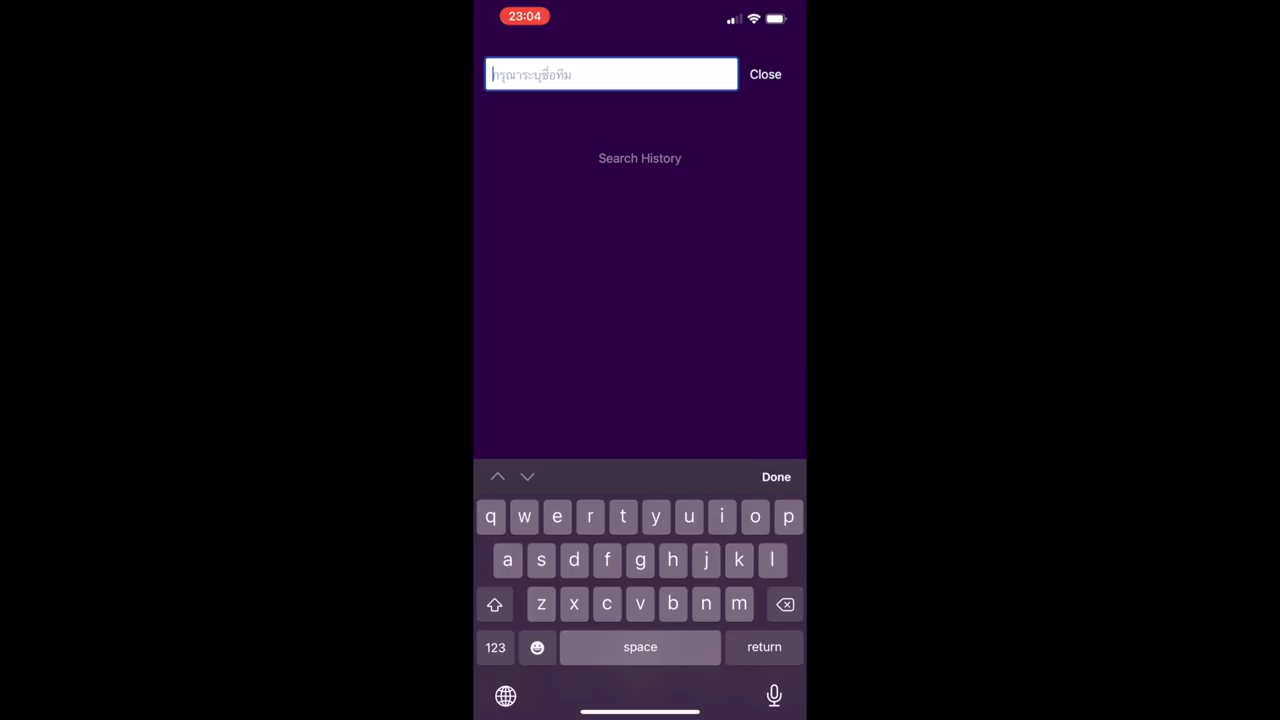 23:04
กรุณาระบุชื่อทีม
Close
Search History
Done
q w e r t y u i o p
a s d f g h j k l
z x c v b n m
123 space return